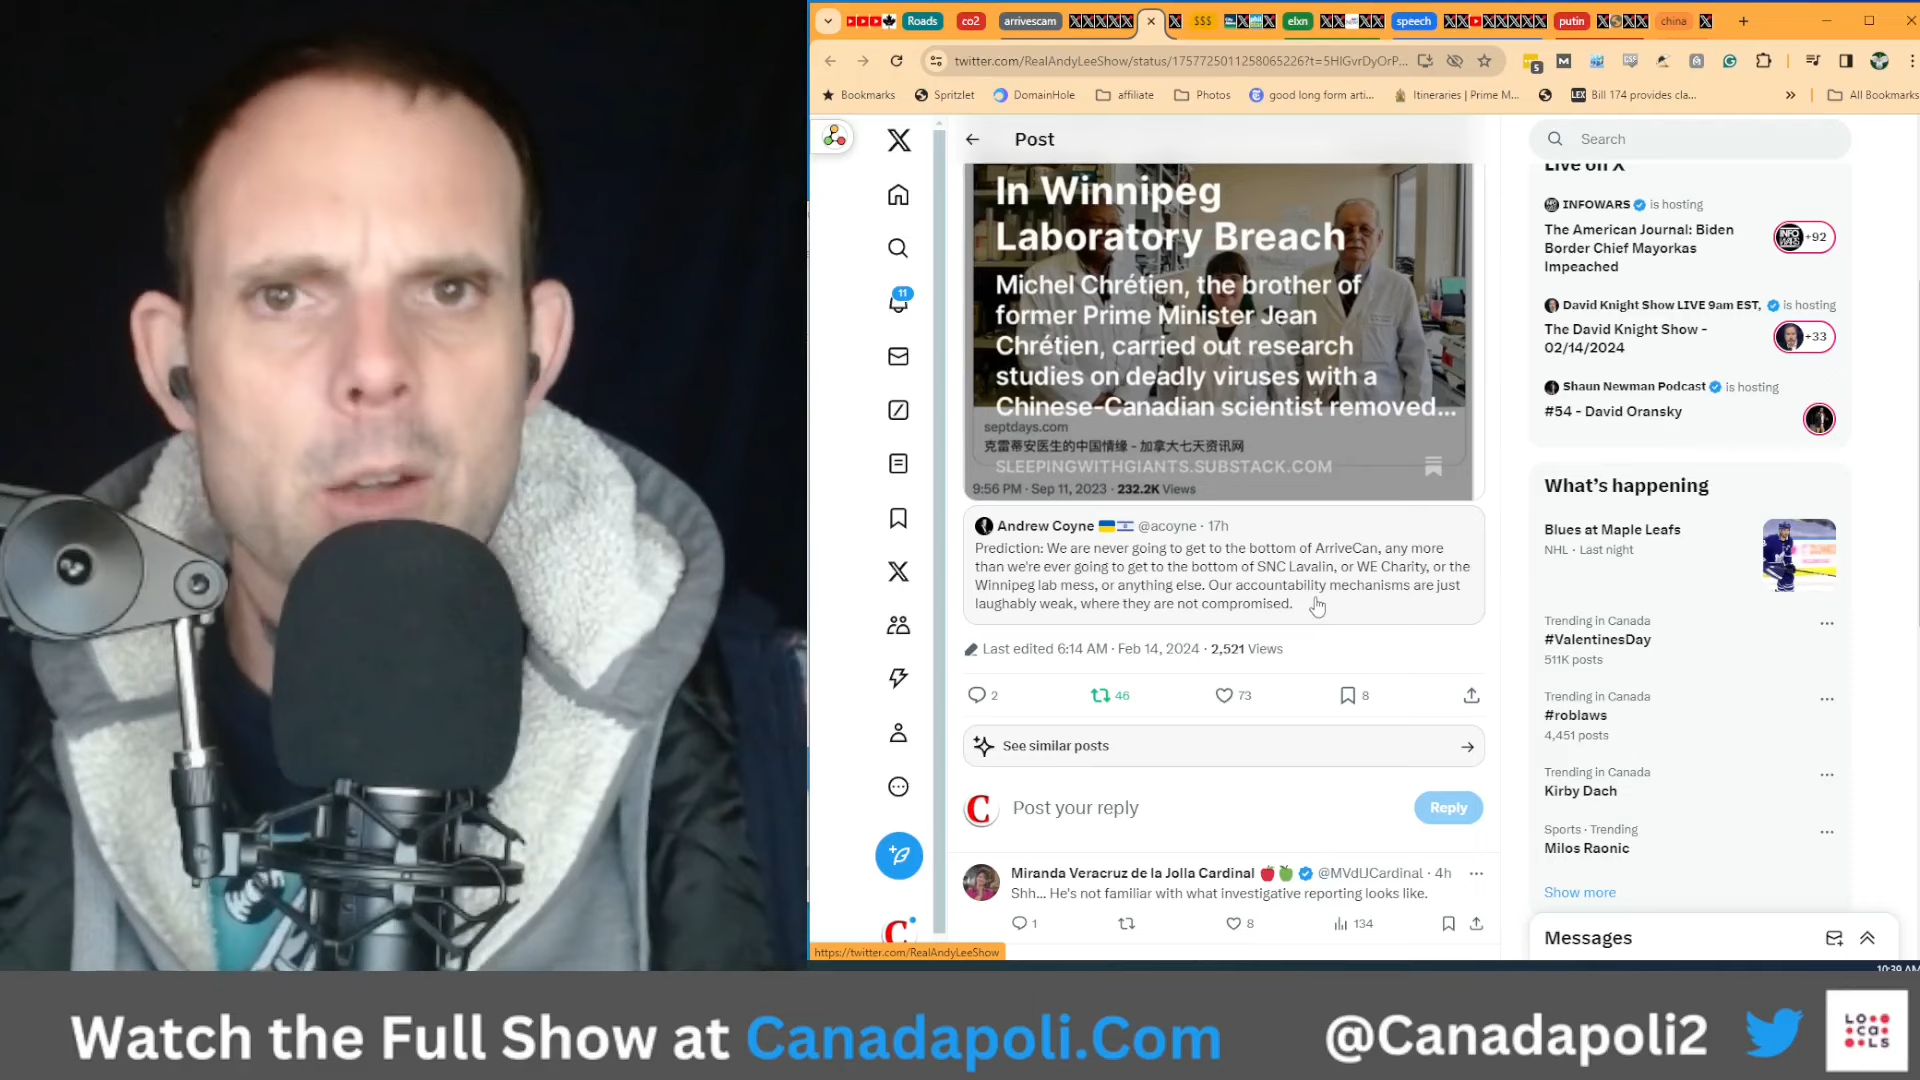 Roads
co2
arrivescam
$$$
elxn
speech
putin
china
twitter.com/RealAndyLeeShow/status/1757725011258065226?t=5HIGvrDyOrP...
Bookmarks
Spritzlet
DomainHole
affiliate
Photos
good long form arti...
Itineraries | Prime M...
Bill 174 provides cla...
»
All Bookmarks
Post
In Winnipeg
Laboratory Breach
Michel Chrétien, the brother of
former Prime Minister Jean
Chrétien, carried out research
studies on deadly viruses with a
Chinese-Canadian scientist removed...
septdays.com
克雷蒂安医生的中国情缘 - 加拿大七天资讯网
SLEEPINGWITHGIANTS.SUBSTACK.COM
9:56 PM · Sep 11, 2023 · 232.2K Views
Andrew Coyne @acoyne · 17h
Prediction: We are never going to get to the bottom of ArriveCan, any more
than we're ever going to get to the bottom of SNC Lavalin, or WE Charity, or the
Winnipeg lab mess, or anything else. Our accountability mechanisms are just
laughably weak, where they are not compromised.
Last edited 6:14 AM · Feb 14, 2024 · 2,521 Views
2
46
73
8
See similar posts
Post your reply
Reply
Miranda Veracruz de la Jolla Cardinal @MVdlJCardinal · 4h
Shh... He's not familiar with what investigative reporting looks like.
1
8
134
11
https://twitter.com/RealAndyLeeShow
Search
Live on X
INFOWARS is hosting
The American Journal: Biden
Border Chief Mayorkas
Impeached
+92
David Knight Show LIVE 9am EST, is hosting
The David Knight Show -
02/14/2024
+33
Shaun Newman Podcast is hosting
#54 - David Oransky
What's happening
Blues at Maple Leafs
NHL · Last night
Trending in Canada
#ValentinesDay
511K posts
Trending in Canada
#roblaws
4,451 posts
Trending in Canada
Kirby Dach
Sports · Trending
Milos Raonic
Show more
Messages
10:39 AM
Watch the Full Show at Canadapoli.Com
@Canadapoli2
LOCALS